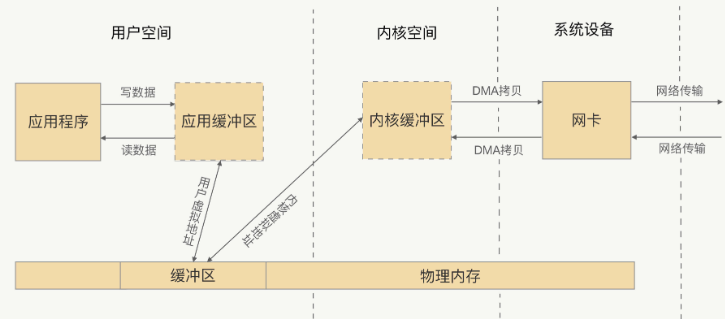 用户空间
内核空间
系统设备
应用程序
写数据
读数据
应用缓冲区
内核缓冲区
DMA拷贝
DMA拷贝
网卡
网络传输
网络传输
用户虚拟地址
内核虚拟地址
缓冲区
物理内存